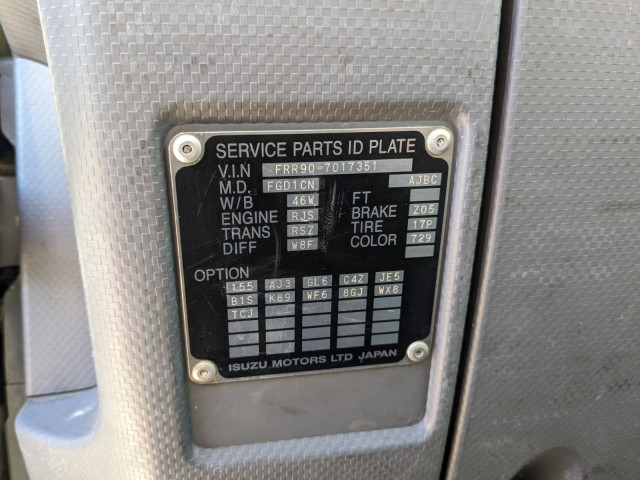 SERVICE PARTS ID PLATE
V.I.N FRR90-7017351
M.D. FGD1CN AJBC
W/B 46W FT
ENGINE RJS BRAKE Z05
TRANS RSZ TIRE 17P
DIFF W8F COLOR 729
OPTION
155 AJ3 GL6 C4Z JE5
B1S K89 WF6 8GJ WX8
TCJ
ISUZU MOTORS LTD JAPAN